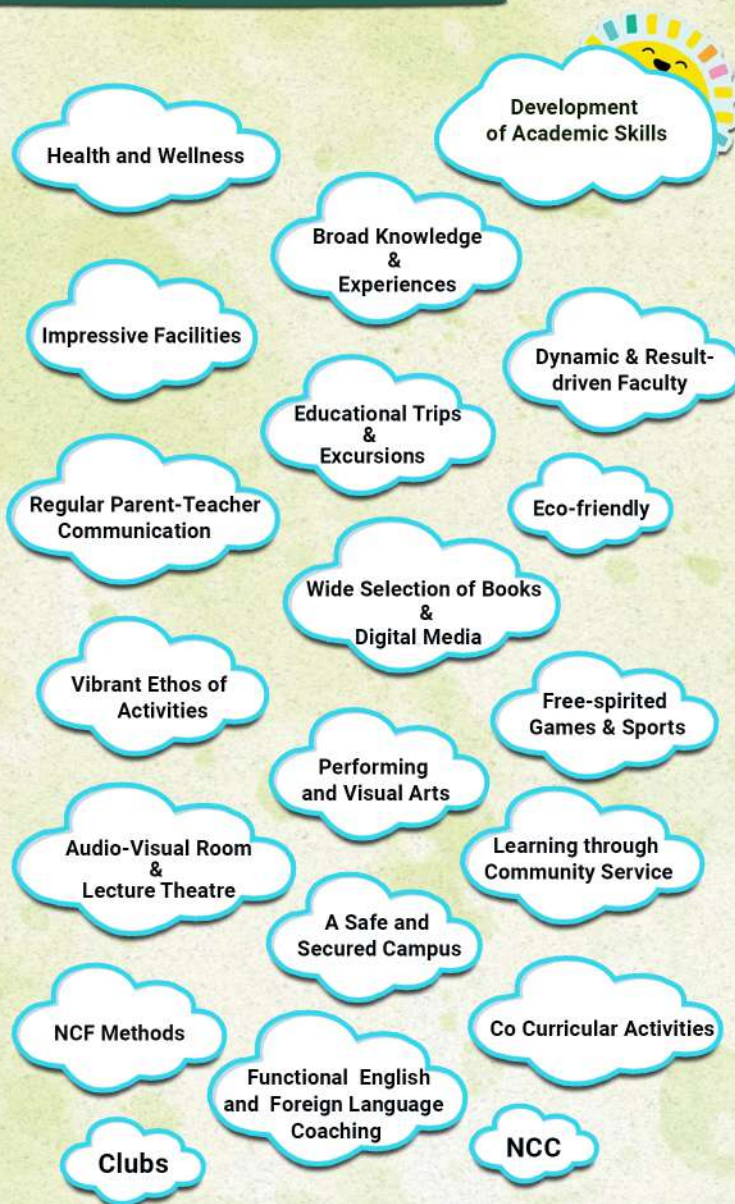 Health and Wellness
Development
of Academic Skills
Broad Knowledge
&
Experiences
Impressive Facilities
Dynamic & Result-
driven Faculty
Educational Trips
&
Excursions
Regular Parent-Teacher
Communication
Eco-friendly
Wide Selection of Books
&
Digital Media
Vibrant Ethos of
Activities
Free-spirited
Games & Sports
Performing
and Visual Arts
Audio-Visual Room
&
Lecture Theatre
Learning through
Community Service
A Safe and
Secured Campus
NCF Methods
Co Curricular Activities
Functional English
and Foreign Language
Coaching
Clubs
NCC